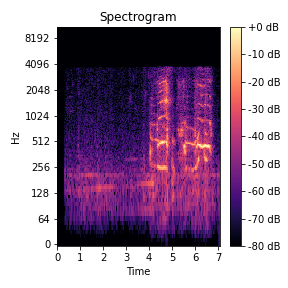 Spectrogram
+0 dB
8192
-10 dB
4096
-20 dB
2048
-30 dB
1024
-40 dB
Hz
512
-50 dB
256
128
-60 dB
64
-70 dB
0
-80 dB
0 1 2 3 4 5 6 7
Time